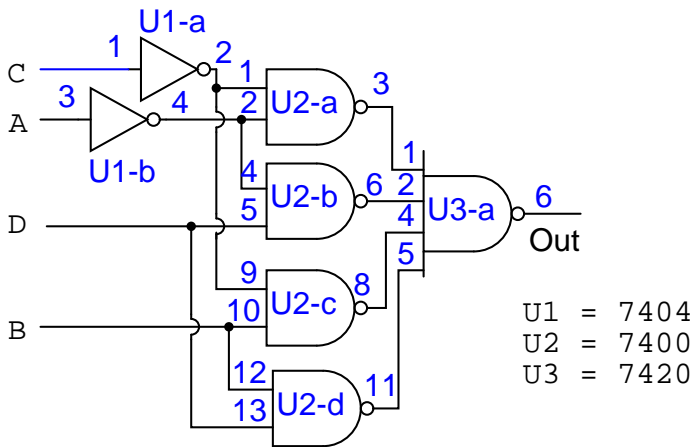 U1-a
C 1 2
1 U2-a 3
A 3 4 2
U1-b
1
4 U2-b 6 2 U3-a 6
5 4
D Out
5
9 U2-c 8
10
B
U1 = 7404
12 U2-d 11 U2 = 7400
13 U3 = 7420